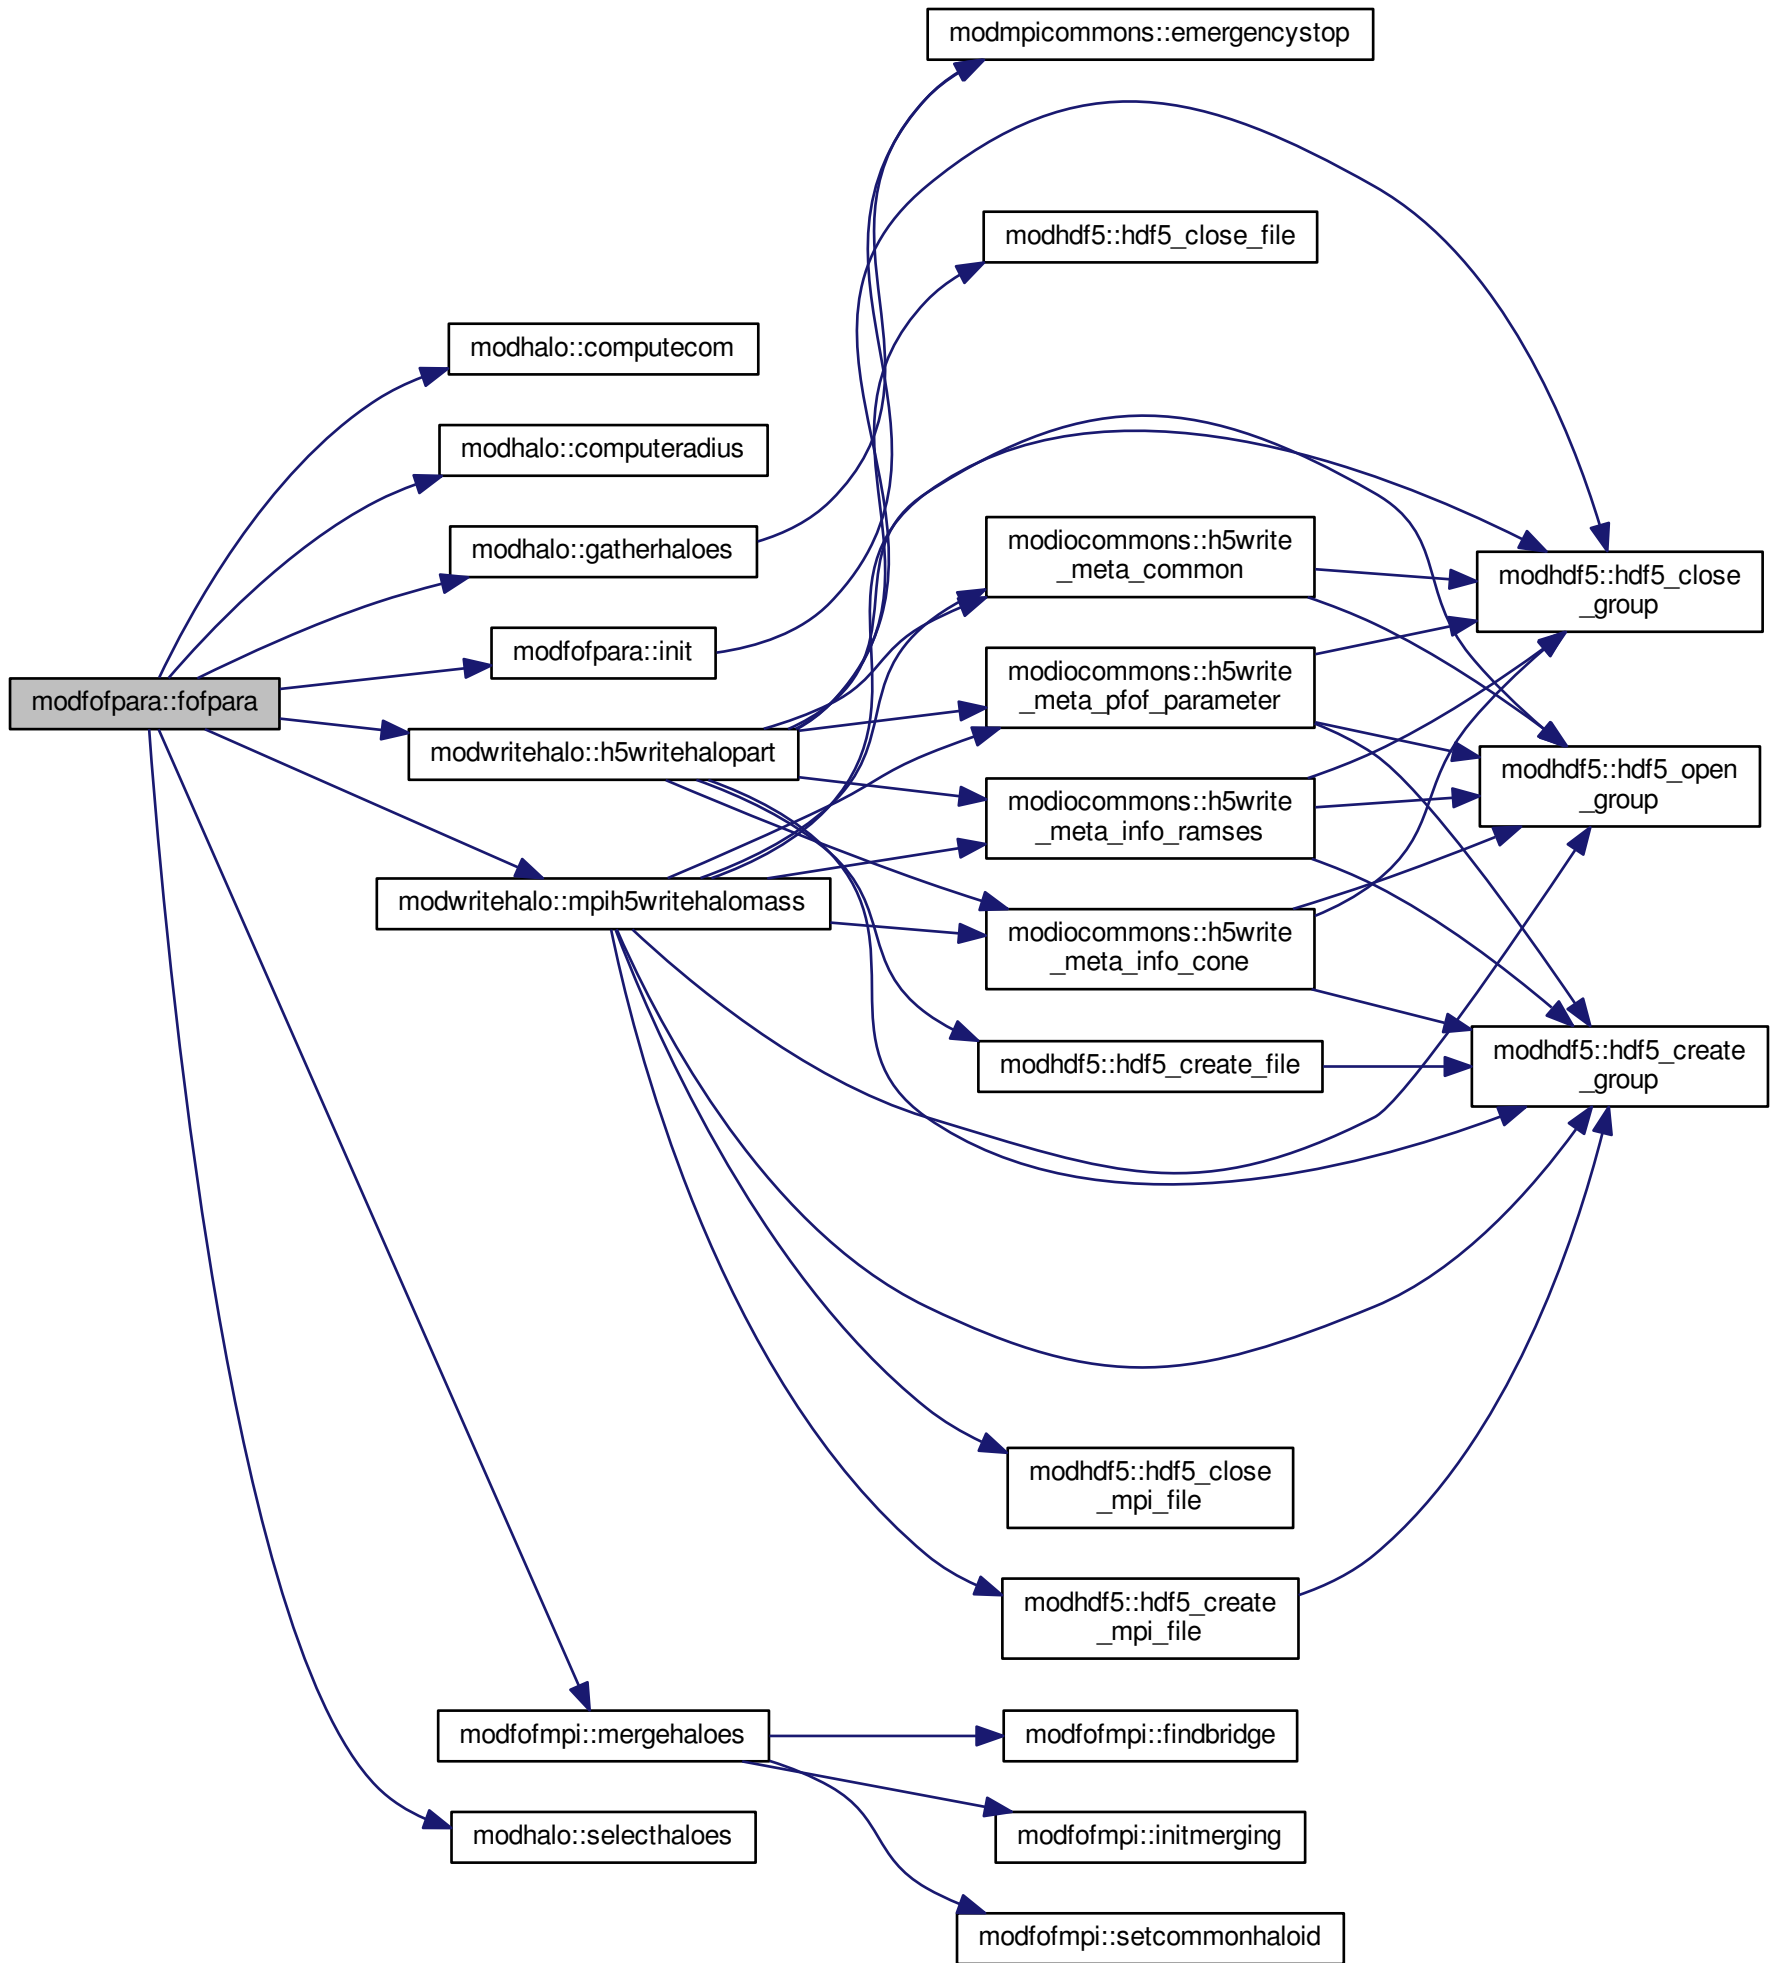 modmpicommons::emergencystop
modhdf5::hdf5_close_file
modhalo::computecom
modhalo::computeradius
modhalo::gatherhaloes
modiocommons::h5write
_meta_common
modhdf5::hdf5_close
_group
modfofpara::init
modiocommons::h5write
_meta_pfof_parameter
modfofpara::fofpara
modwritehalo::h5writehalopart
modhdf5::hdf5_open
_group
modiocommons::h5write
_meta_info_ramses
modwritehalo::mpih5writehalomass
modiocommons::h5write
_meta_info_cone
modhdf5::hdf5_create_file
modhdf5::hdf5_create
_group
modhdf5::hdf5_close
_mpi_file
modhdf5::hdf5_create
_mpi_file
modfofmpi::mergehaloes
modfofmpi::findbridge
modhalo::selecthaloes
modfofmpi::initmerging
modfofmpi::setcommonhaloid